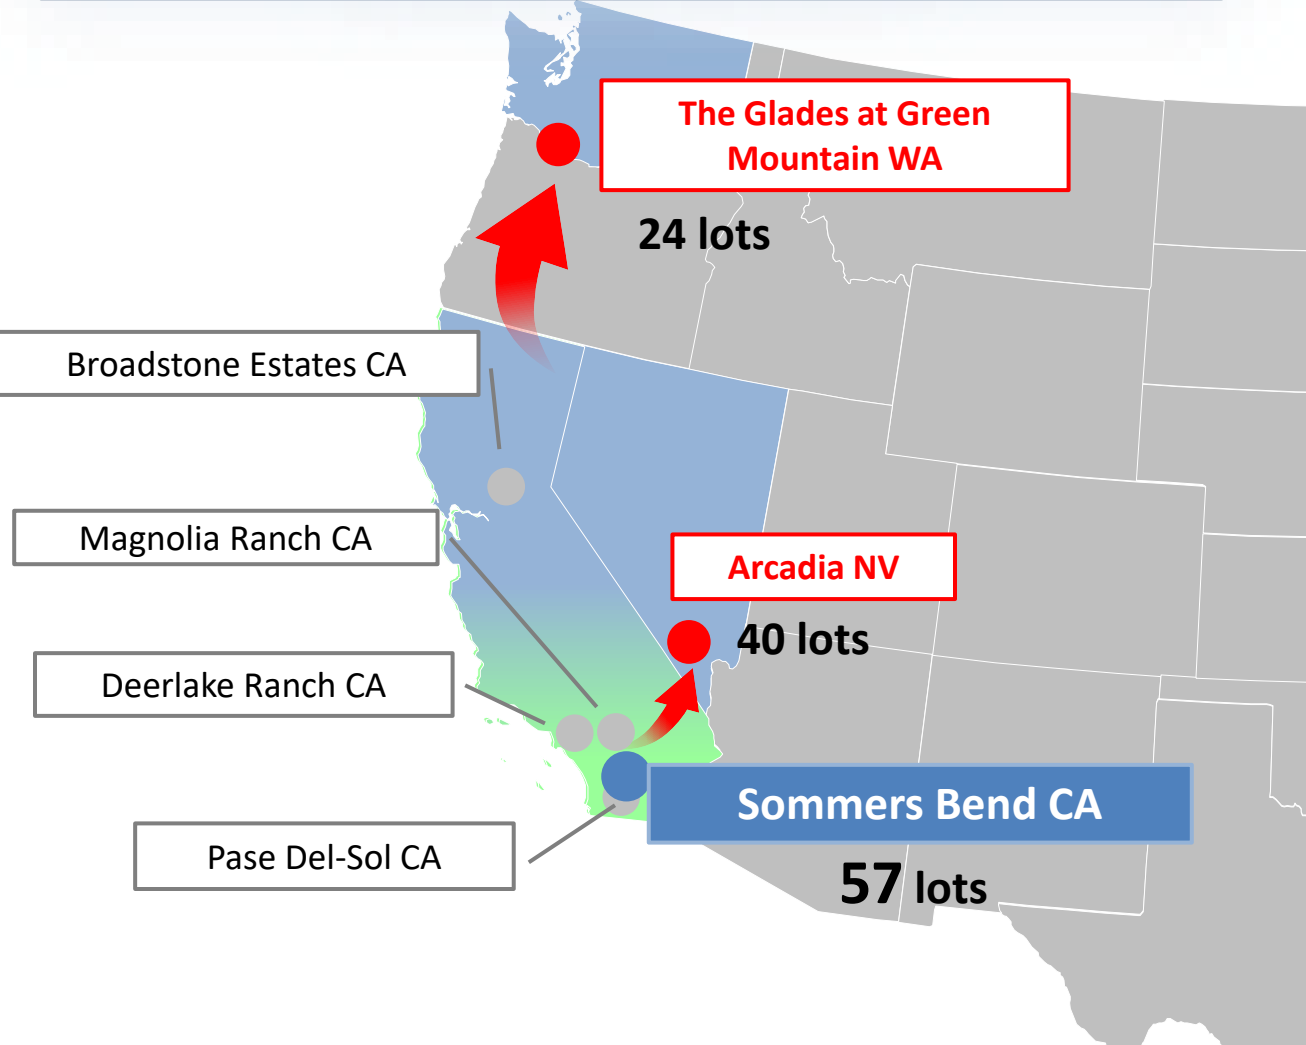 The Glades at Green
Mountain WA
24 lots
Broadstone Estates CA
Magnolia Ranch CA
Arcadia NV
40 lots
Deerlake Ranch CA
Sommers Bend CA
Pase Del-Sol CA
57 lots